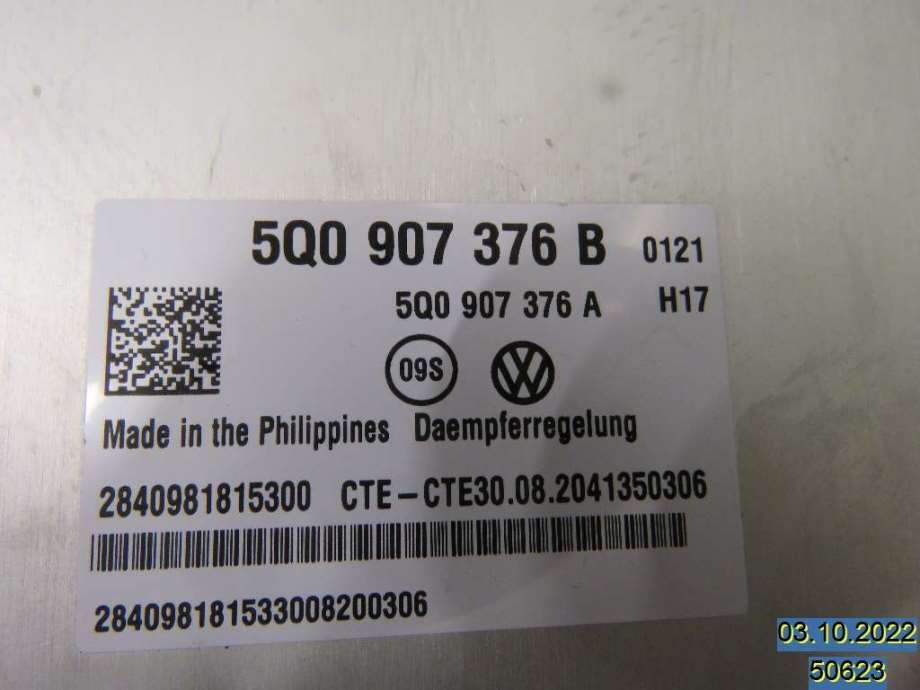 5Q0 907 376 B 0121
5Q0 907 376 A H17
09S
Made in the Philippines Daempferregelung
2840981815300 CTE-CTE30.08.2041350306
284098181533008200306
03.10.2022
50623